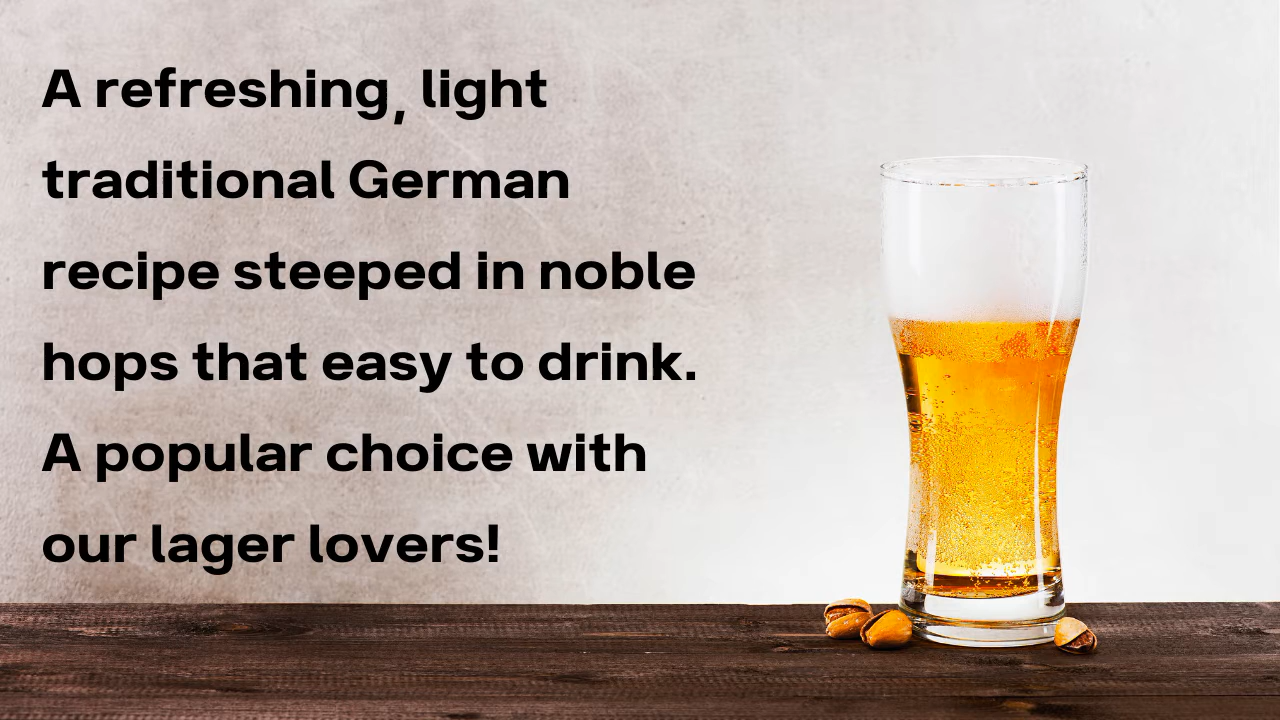 A refreshing, light
traditional German
recipe steeped in noble
hops that easy to drink.
A popular choice with
our lager lovers!